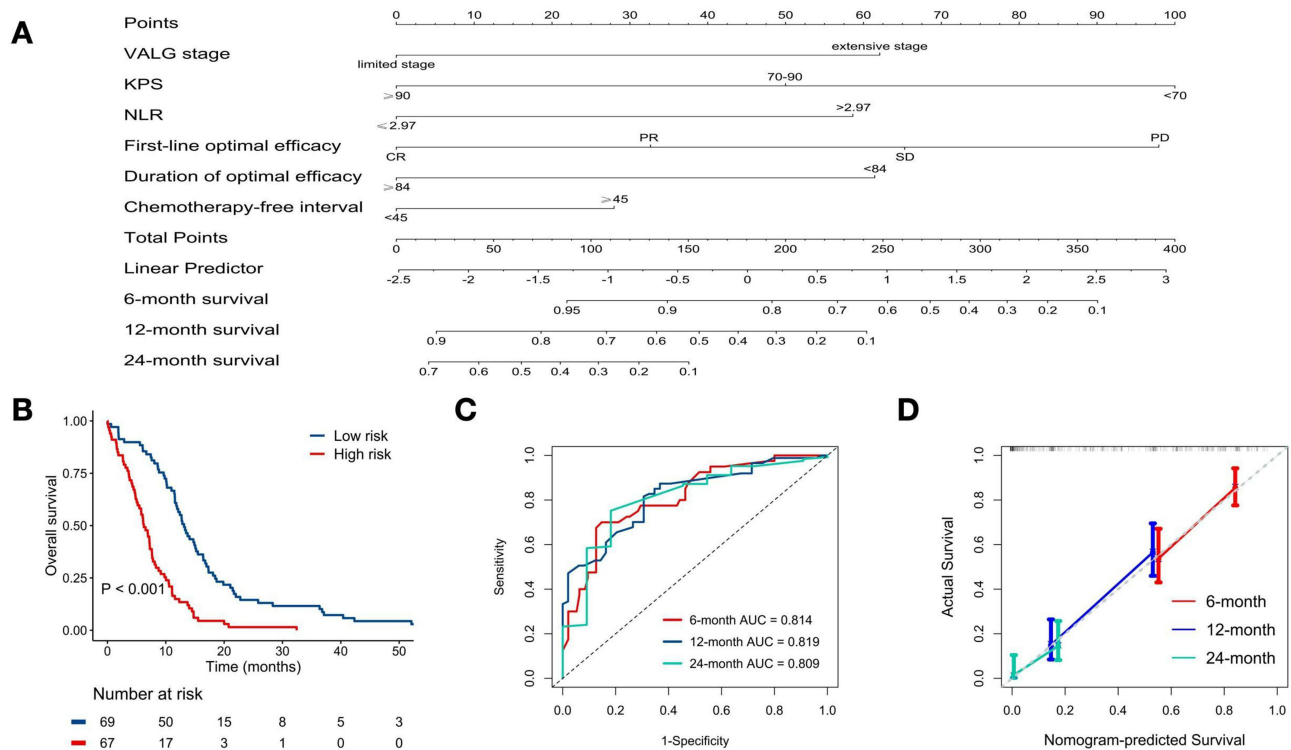 A
Points
0 10 20 30 40 50 60 70 80 90 100
VALG stage
extensive stage
limited stage
KPS
70-90
≥90 <70
NLR
>2.97
≤2.97
First-line optimal efficacy
PR PD
CR SD
Duration of optimal efficacy
<84
≥84
Chemotherapy-free interval
≥45
<45
Total Points
0 50 100 150 200 250 300 350 400
Linear Predictor
-2.5 -2 -1.5 -1 -0.5 0 0.5 1 1.5 2 2.5 3
6-month survival
0.95 0.9 0.8 0.7 0.6 0.5 0.4 0.3 0.2 0.1
12-month survival
0.9 0.8 0.7 0.6 0.5 0.4 0.3 0.2 0.1
24-month survival
0.7 0.6 0.5 0.4 0.3 0.2 0.1
B
Overall survival
1.00
0.75
0.50
0.25
0.00
Low risk
High risk
P < 0.001
0 10 20 30 40 50
Time (months)
Number at risk
69 50 15 8 5 3
67 17 3 1 0 0
C
Sensitivity
1.0
0.8
0.6
0.4
0.2
0.0
6-month AUC = 0.814
12-month AUC = 0.819
24-month AUC = 0.809
0.0 0.2 0.4 0.6 0.8 1.0
1-Specificity
D
Actual Survival
1.0
0.8
0.6
0.4
0.2
0.0
6-month
12-month
24-month
0.0 0.2 0.4 0.6 0.8 1.0
Nomogram-predicted Survival